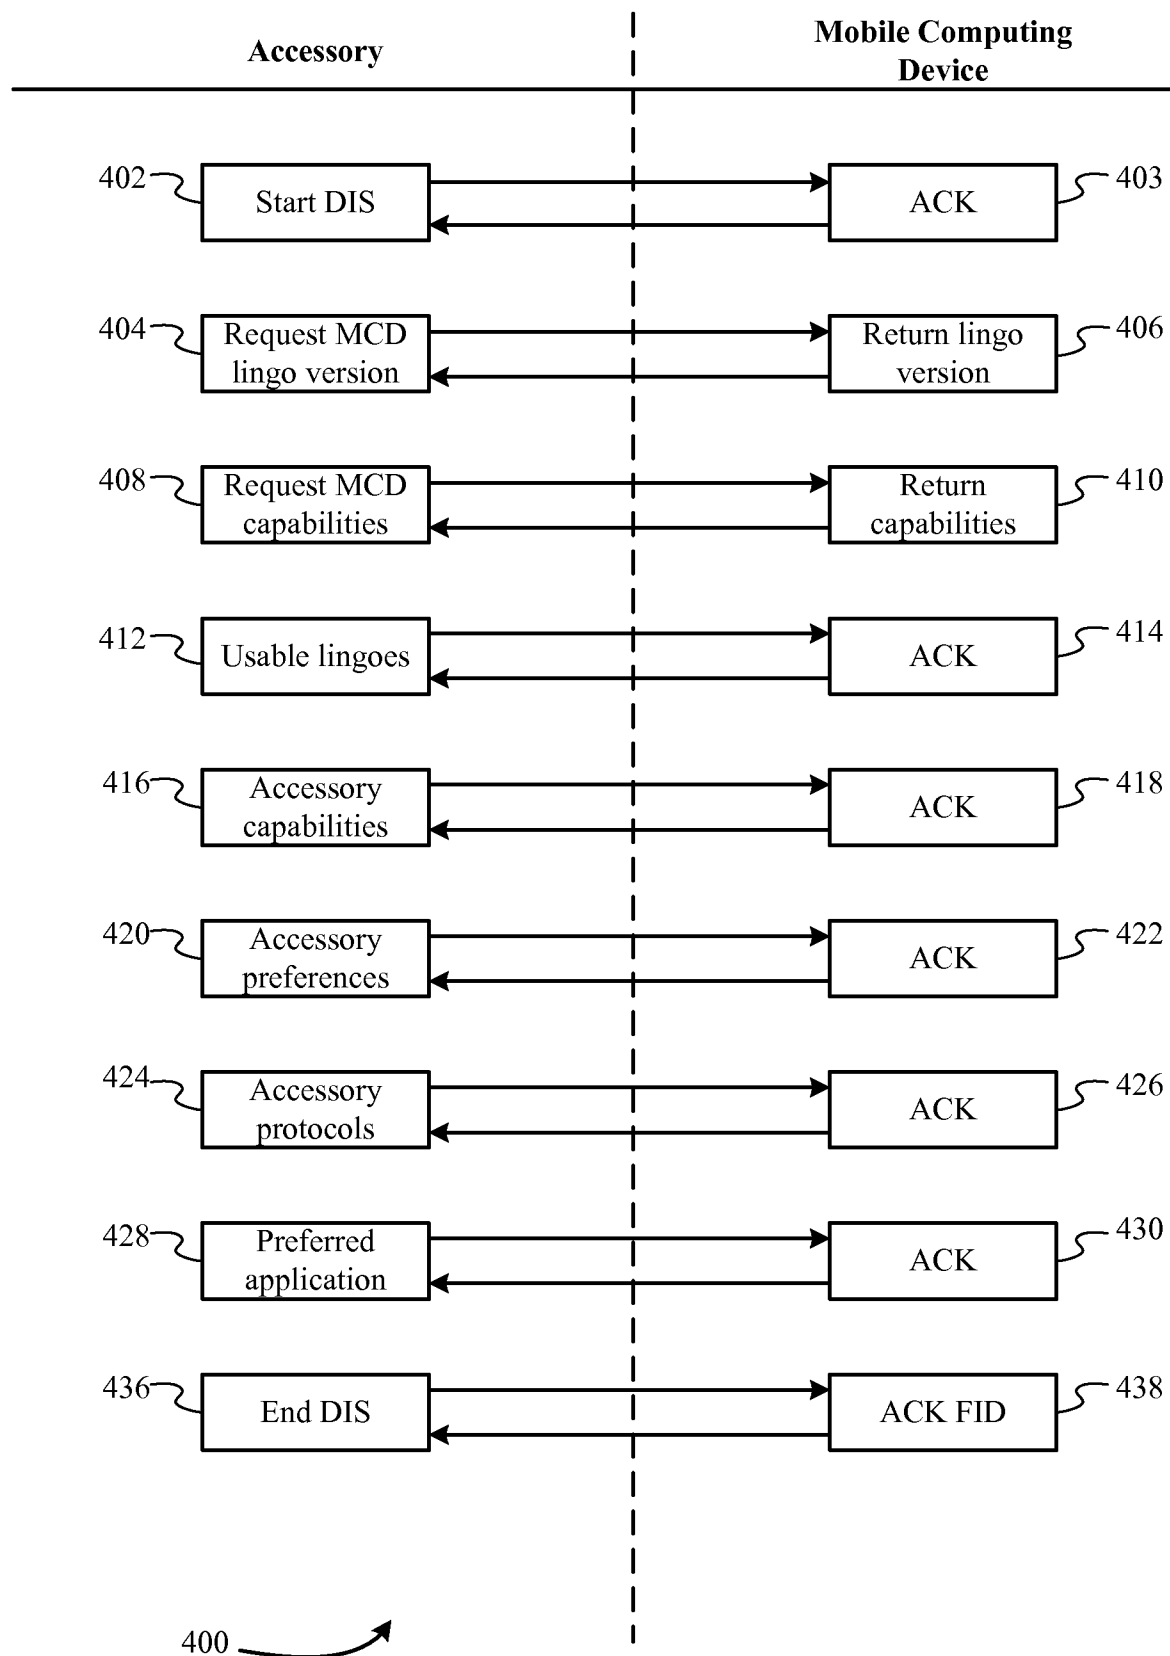 Accessory
Mobile Computing
Device
402
Start DIS
ACK
403
404
Request MCD
lingo version
Return lingo
version
406
408
Request MCD
capabilities
Return
capabilities
410
412
Usable lingoes
ACK
414
416
Accessory
capabilities
ACK
418
420
Accessory
preferences
ACK
422
424
Accessory
protocols
ACK
426
428
Preferred
application
ACK
430
436
End DIS
ACK FID
438
400